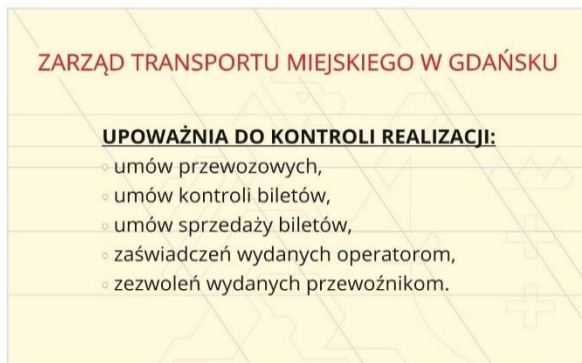 ZARZĄD TRANSPORTU MIEJSKIEGO W GDAŃSKU
UPOWAŻNIA DO KONTROLI REALIZACJI:
◦ umów przewozowych,
◦ umów kontroli biletów,
◦ umów sprzedaży biletów,
◦ zaświadczeń wydanych operatorom,
◦ zezwoleń wydanych przewoźnikom.